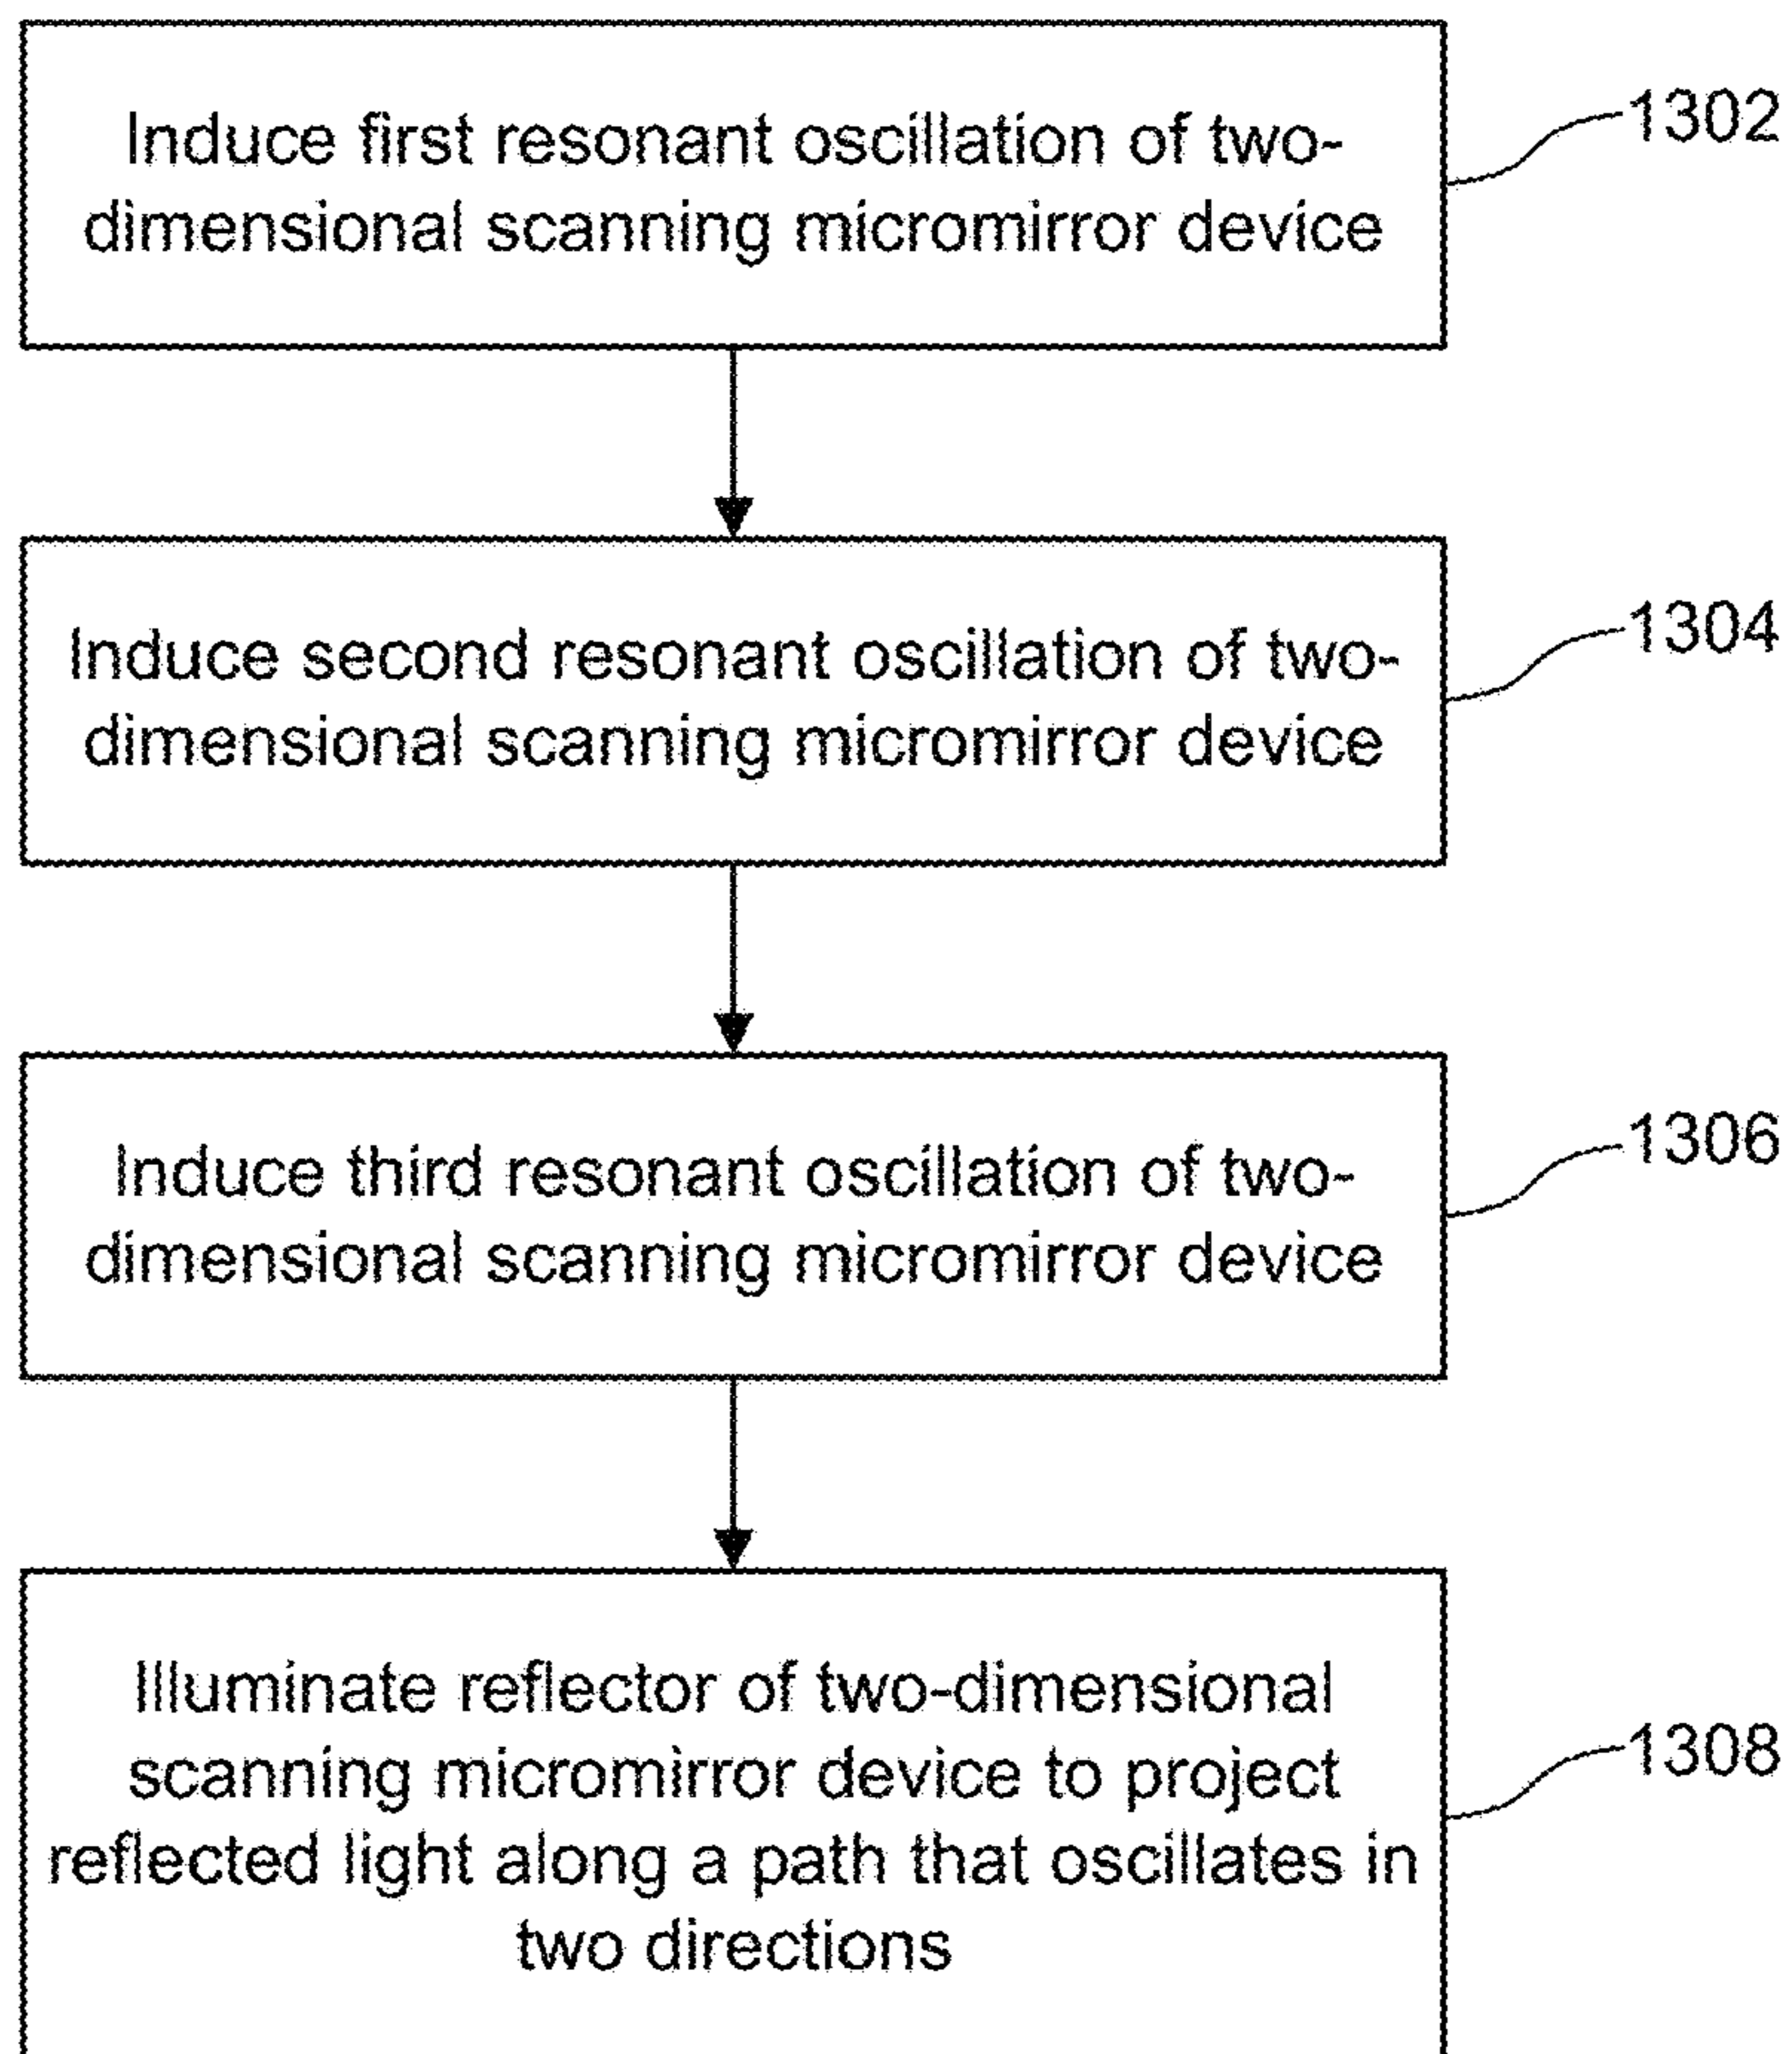 Induce first resonant oscillation of two-
dimensional scanning micromirror device
1302
Induce second resonant oscillation of two-
dimensional scanning micromirror device
1304
Induce third resonant oscillation of two-
dimensional scanning micromirror device
1306
Illuminate reflector of two-dimensional
scanning micromirror device to project
reflected light along a path that oscillates in
two directions
1308